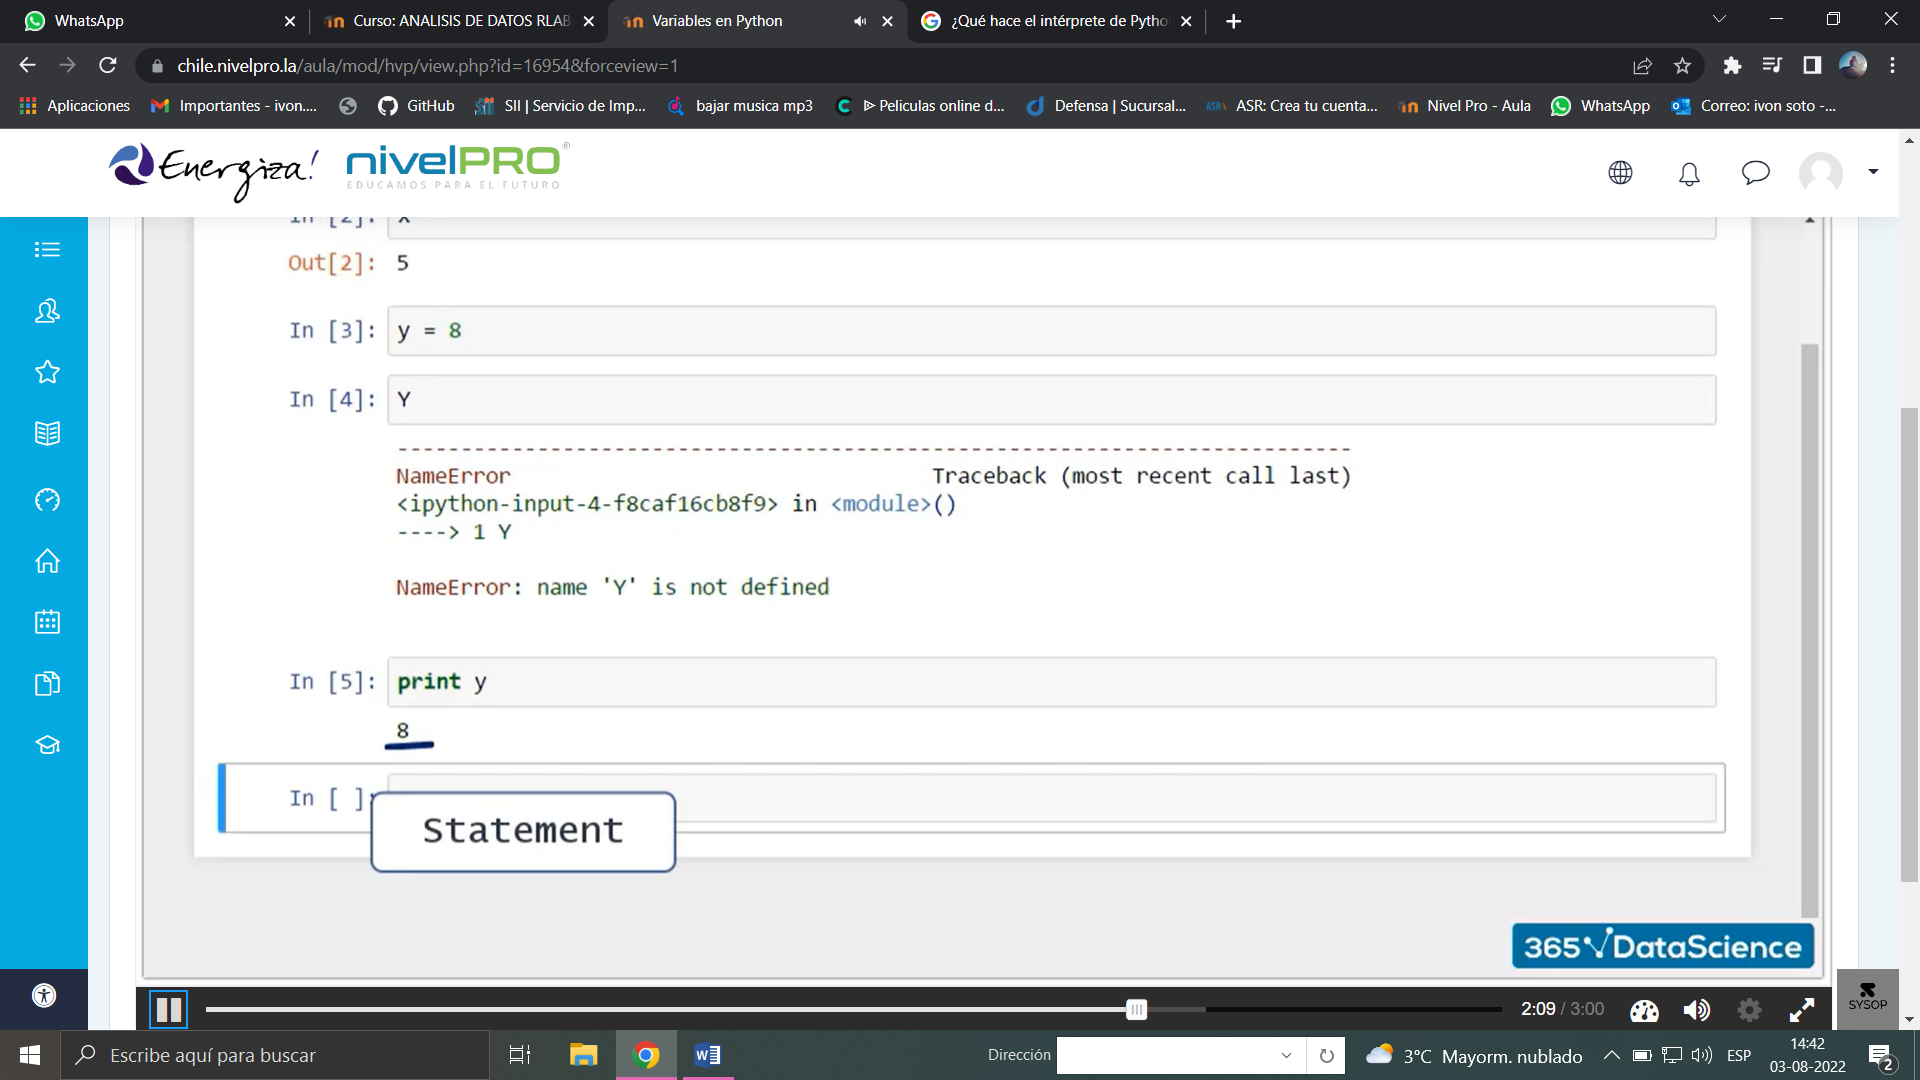 WhatsApp
Curso: ANALISIS DE DATOS RLAB
Variables en Python
¿Qué hace el intérprete de Pytho
chile.nivelpro.la/aula/mod/hvp/view.php?id=16954&forceview=1
Aplicaciones
Importantes - ivon....
GitHub
SII | Servicio de Imp...
bajar musica mp3
Peliculas online d...
Defensa | Sucursal...
ASR: Crea tu cuenta...
Nivel Pro - Aula
WhatsApp
Correo: ivon soto -...
Energiza!
nivelPRO®
EDUCAMOS PARA EL FUTURO
In [2]: x
Out[2]: 5
In [3]: y = 8
In [4]: Y
---------------------------------------------------------------------------
NameError Traceback (most recent call last)
<ipython-input-4-f8caf16cb8f9> in <module>()
----> 1 Y
NameError: name 'Y' is not defined
In [5]: print y
8
In [ ]:
Statement
365 DataScience
2:09 / 3:00
SYSOP
Escribe aquí para buscar
Dirección
3°C Mayorm. nublado
ESP
14:42
03-08-2022
2